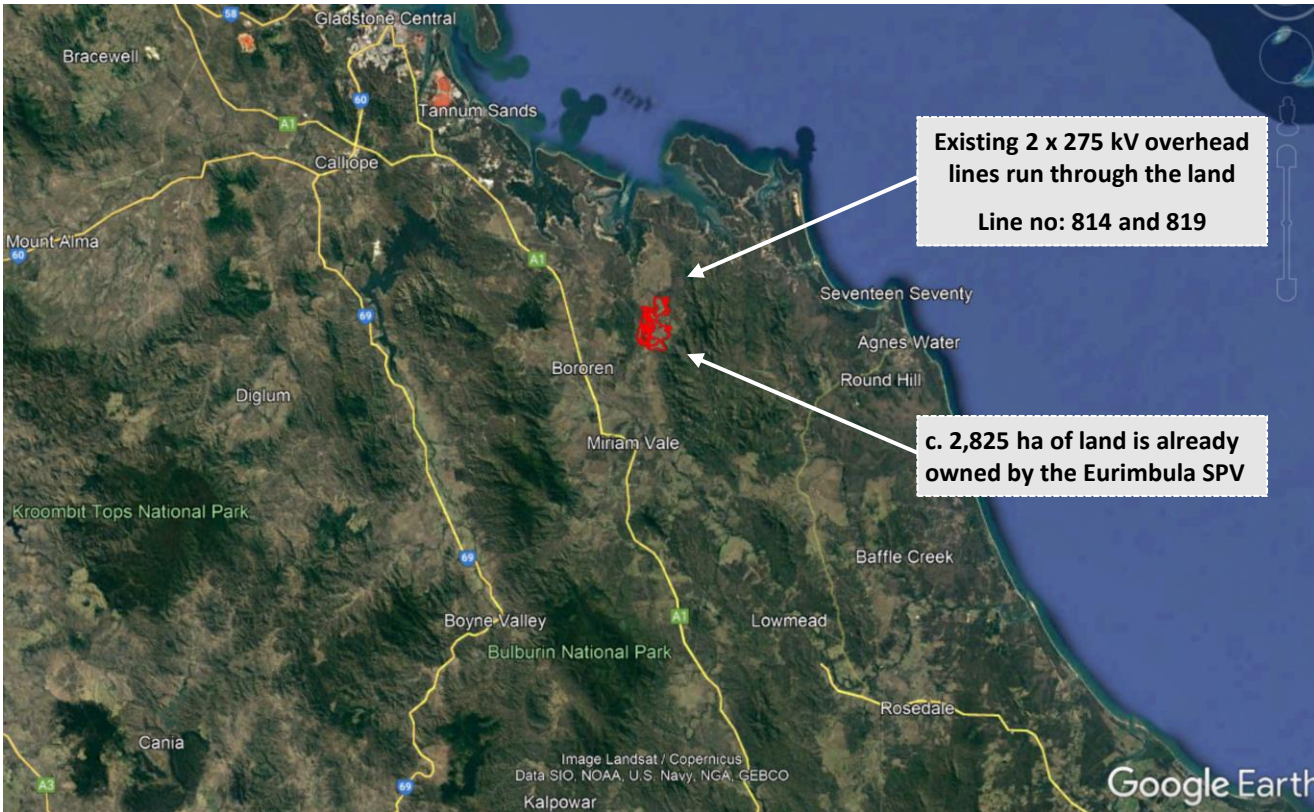 58
Gladstone Central
Bracewell
60
Tannum Sands
A1
Calliope
Existing 2 x 275 kV overhead
lines run through the land
Line no: 814 and 819
Mount Alma
60
A1
Seventeen Seventy
69
Agnes Water
Bororen
Round Hill
Diglum
c. 2,825 ha of land is already
owned by the Eurimbula SPV
Miriam Vale
Kroombit Tops National Park
69
Baffle Creek
A1
Boyne Valley
Lowmead
Bulburin National Park
Rosedale
Cania
Image Landsat / Copernicus
Data SIO, NOAA, U.S. Navy, NGA, GEBCO
A3
69
Google Earth
Kalpowar